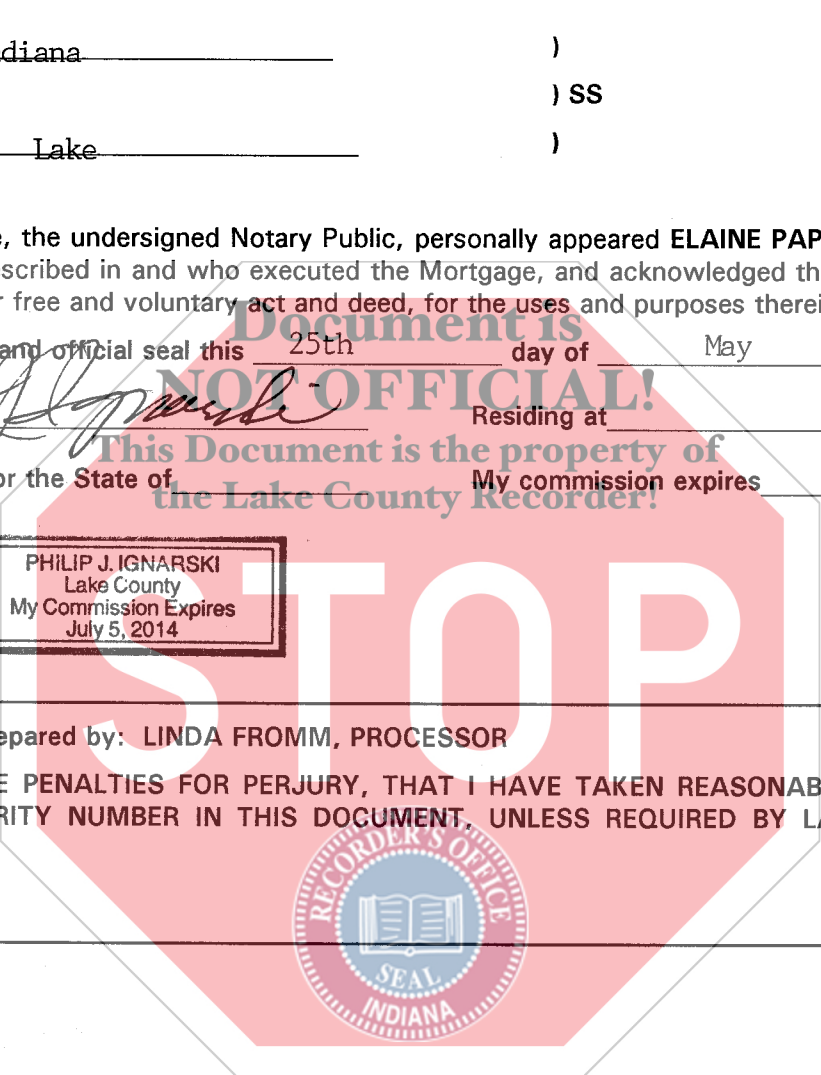 diana )
) SS
Lake )
e, the undersigned Notary Public, personally appeared ELAINE PAP
scribed in and who executed the Mortgage, and acknowledged th
r free and voluntary act and deed, for the uses and purposes therei
Document is
and official seal this 25th day of May
NOT OFFICIAL!
Residing at
This Document is the property of
or the State of My commission expires
the Lake County Recorder!
PHILIP J. IGNARSKI
Lake County
My Commission Expires
July 5, 2014
STOP
epared by: LINDA FROMM, PROCESSOR
E PENALTIES FOR PERJURY, THAT I HAVE TAKEN REASONAB
RITY NUMBER IN THIS DOCUMENT, UNLESS REQUIRED BY LA
RECORDER'S OFFICE
SEAL
INDIANA